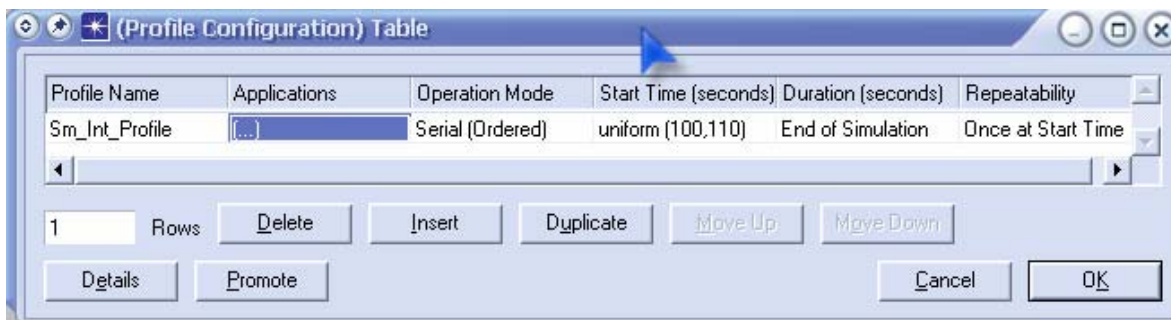 (Profile Configuration) Table
Profile Name Applications Operation Mode Start Time (seconds) Duration (seconds) Repeatability
Sm_Int_Profile (...) Serial (Ordered) uniform (100,110) End of Simulation Once at Start Time
1 Rows Delete Insert Duplicate Move Up Move Down
Details Promote Cancel OK